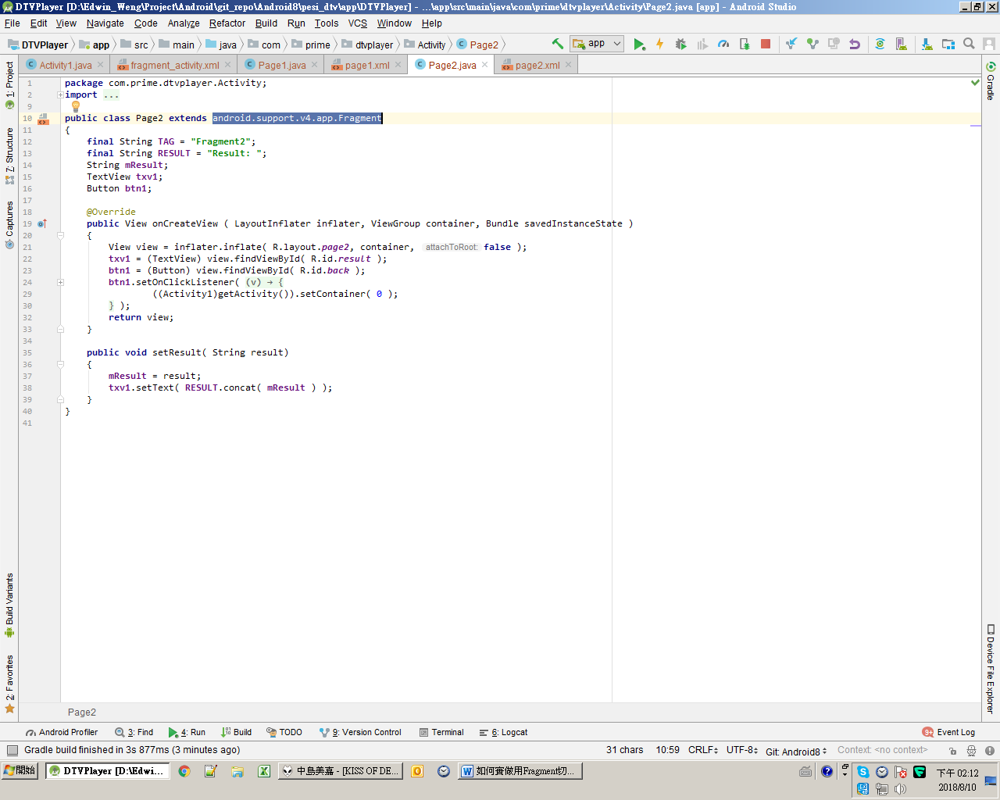 DTVPlayer [D:\Edwin_Weng\Project\Android\git_repo\Android8\pesi_dtv\app\DTVPlayer] - ...\app\src\main\java\com\prime\dtvplayer\Activity\Page2.java [app] - Android Studio
File Edit View Navigate Code Analyze Refactor Build Run Tools VCS Window Help
DTVPlayer app src main java com prime dtvplayer Activity Page2 app
Activity1.java fragment_activity.xml Page1.java page1.xml Page2.java page2.xml
1: Project
7: Structure
Captures
Build Variants
2: Favorites
Gradle
Device File Explorer
1 package com.prime.dtvplayer.Activity;
2 import ...
9
10 public class Page2 extends android.support.v4.app.Fragment
11 {
12 final String TAG = "Fragment2";
13 final String RESULT = "Result: ";
14 String mResult;
15 TextView txv1;
16 Button btn1;
17
18 @Override
19 public View onCreateView ( LayoutInflater inflater, ViewGroup container, Bundle savedInstanceState )
20 {
21 View view = inflater.inflate( R.layout.page2, container, attachToRoot: false );
22 txv1 = (TextView) view.findViewById( R.id.result );
23 btn1 = (Button) view.findViewById( R.id.back );
24 btn1.setOnClickListener( (v) → {
29 ((Activity1)getActivity()).setContainer( 0 );
30 } );
32 return view;
33 }
34
35 public void setResult( String result)
36 {
37 mResult = result;
38 txv1.setText( RESULT.concat( mResult ) );
39 }
40 }
41
Page2
Android Profiler 3: Find 4: Run Build TODO 9: Version Control Terminal 6: Logcat 9+ Event Log
Gradle build finished in 3s 877ms (3 minutes ago) 31 chars 10:59 CRLF UTF-8 Git: Android8 Context: <no context>
開始 DTVPlayer [D:\Edwi... 中島美嘉 - [KISS OF DE... 如何實做用Fragment切... 下午 02:12
2018/8/10